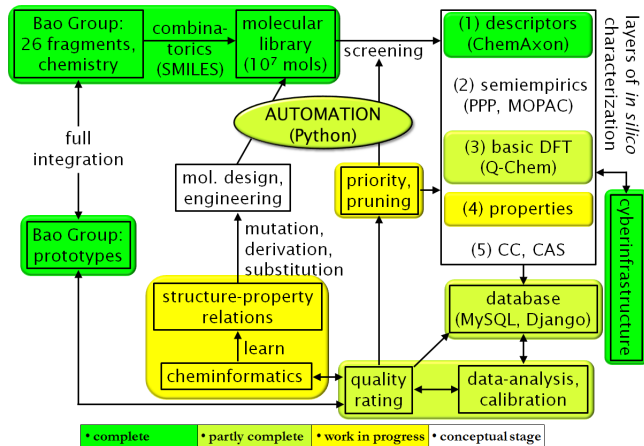 Bao Group:
26 fragments,
chemistry
combina-
torics
(SMILES)
molecular
library
(10⁷ mols)
screening
(1) descriptors
(ChemAxon)
(2) semiempirics
(PPP, MOPAC)
(3) basic DFT
(Q-Chem)
(4) properties
(5) CC, CAS
layers of in silico
characterization
AUTOMATION
(Python)
full
integration
mol. design,
engineering
priority,
pruning
cyberinfrastructure
Bao Group:
prototypes
mutation,
derivation,
substitution
structure-property
relations
learn
cheminformatics
database
(MySQL, Django)
quality
rating
data-analysis,
calibration
• complete
• partly complete
• work in progress
• conceptual stage